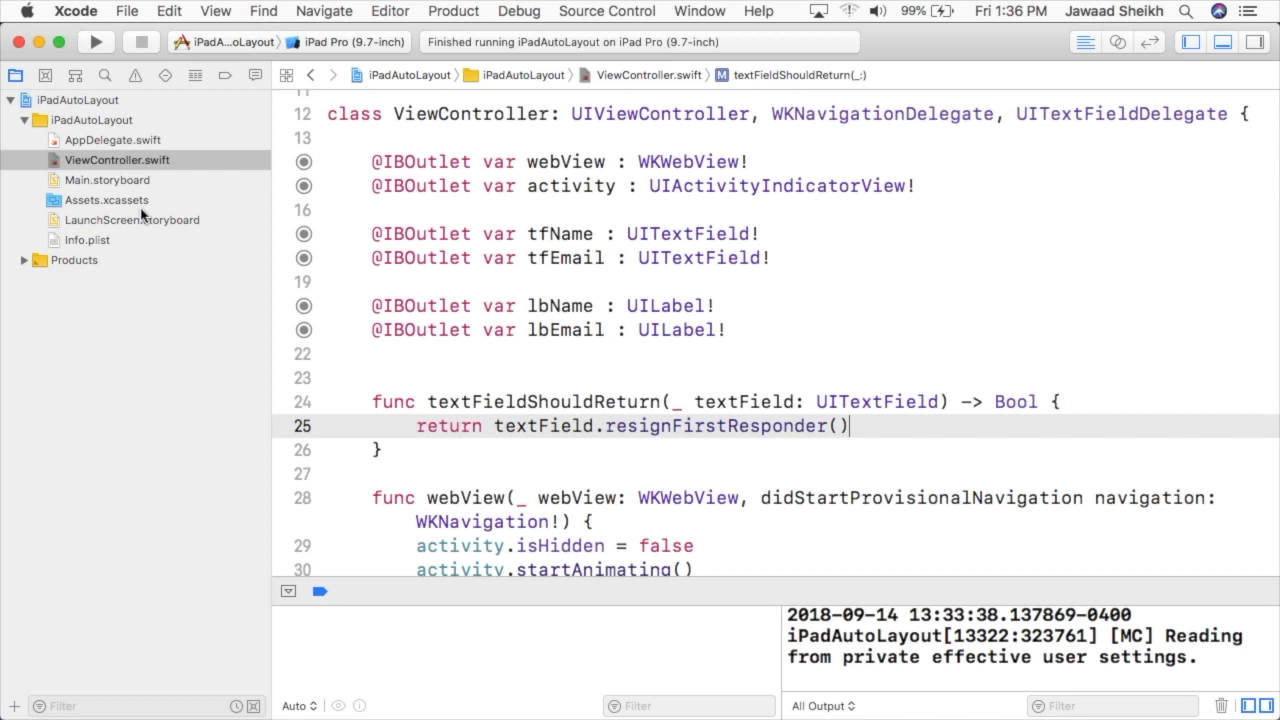 Xcode File Edit View Find Navigate Editor Product Debug Source Control Window Help 99% Fri 1:36 PM Jawaad Sheikh
iPadA...oLayout iPad Pro (9.7-inch) Finished running iPadAutoLayout on iPad Pro (9.7-inch)
iPadAutoLayout iPadAutoLayout ViewController.swift M textFieldShouldReturn(_:)
iPadAutoLayout
iPadAutoLayout
AppDelegate.swift
ViewController.swift
Main.storyboard
Assets.xcassets
LaunchScreen.storyboard
Info.plist
Products
Filter
11
12 class ViewController: UIViewController, WKNavigationDelegate, UITextFieldDelegate {
13
@IBOutlet var webView : WKWebView!
@IBOutlet var activity : UIActivityIndicatorView!
16
@IBOutlet var tfName : UITextField!
@IBOutlet var tfEmail : UITextField!
19
@IBOutlet var lbName : UILabel!
@IBOutlet var lbEmail : UILabel!
22
23
24 func textFieldShouldReturn(_ textField: UITextField) -> Bool {
25 return textField.resignFirstResponder()
26 }
27
28 func webView(_ webView: WKWebView, didStartProvisionalNavigation navigation:
WKNavigation!) {
29 activity.isHidden = false
30 activity.startAnimating()
2018-09-14 13:33:38.137869-0400
iPadAutoLayout[13322:323761] [MC] Reading
from private effective user settings.
Auto Filter All Output Filter